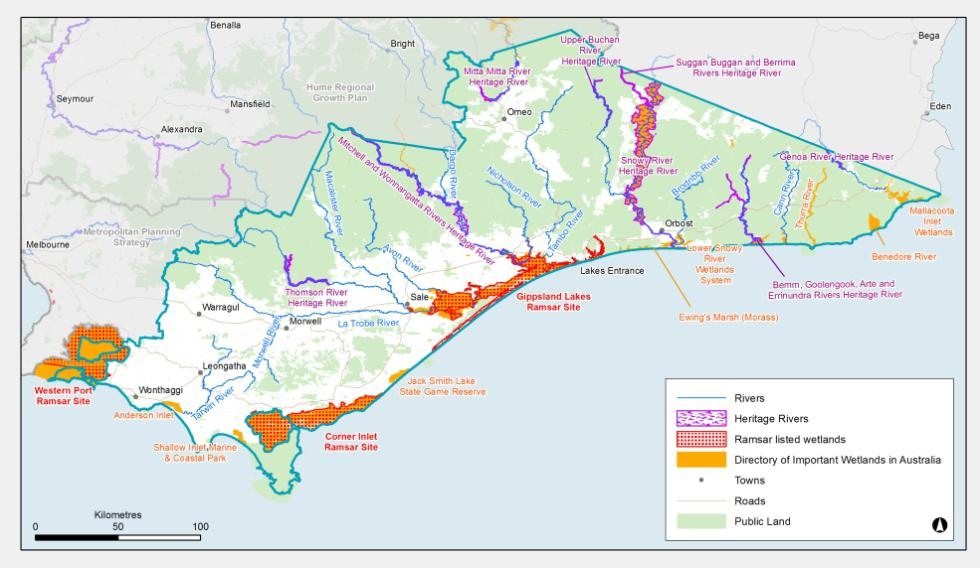 Benalla
Bright
Upper Buchan
River
Heritage River
Bega
Mitta Mitta River
Heritage River
Suggan Buggan and Berrima
Rivers Heritage River
Hume Regional
Growth Plan
Seymour
Mansfield
Eden
Omeo
Alexandra
Mitchell and Wonnangatta Rivers Heritage River
Macalister River
Dargo River
Nicholson River
Tambo River
Snowy River
Heritage River
Brodribb River
Genoa River Heritage River
Cann River
Thurra River
Mallacoota
Inlet
Wetlands
Melbourne
Metropolitan Planning
Strategy
Orbost
Lower Snowy
River
Wetlands
System
Benedore River
Avon River
Lakes Entrance
Thomson River
Heritage River
Sale
Gippsland Lakes
Ramsar Site
Bemm, Goolengook, Arte and
Errinundra Rivers Heritage River
Warragul
Morwell
La Trobe River
Ewing's Marsh (Morass)
Morwell River
Leongatha
Western Port
Ramsar Site
Wonthaggi
Tarwin River
Jack Smith Lake
State Game Reserve
Anderson Inlet
Shallow Inlet Marine
& Coastal Park
Corner Inlet
Ramsar Site
Rivers
Heritage Rivers
Ramsar listed wetlands
Directory of Important Wetlands in Australia
Towns
Roads
Public Land
Kilometres
0 50 100